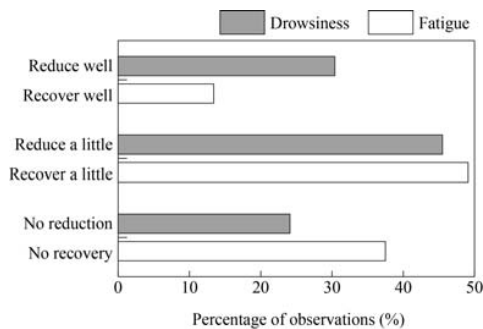 Drowsiness Fatigue
Reduce well
Recover well
Reduce a little
Recover a little
No reduction
No recovery
0 10 20 30 40 50
Percentage of observations (%)